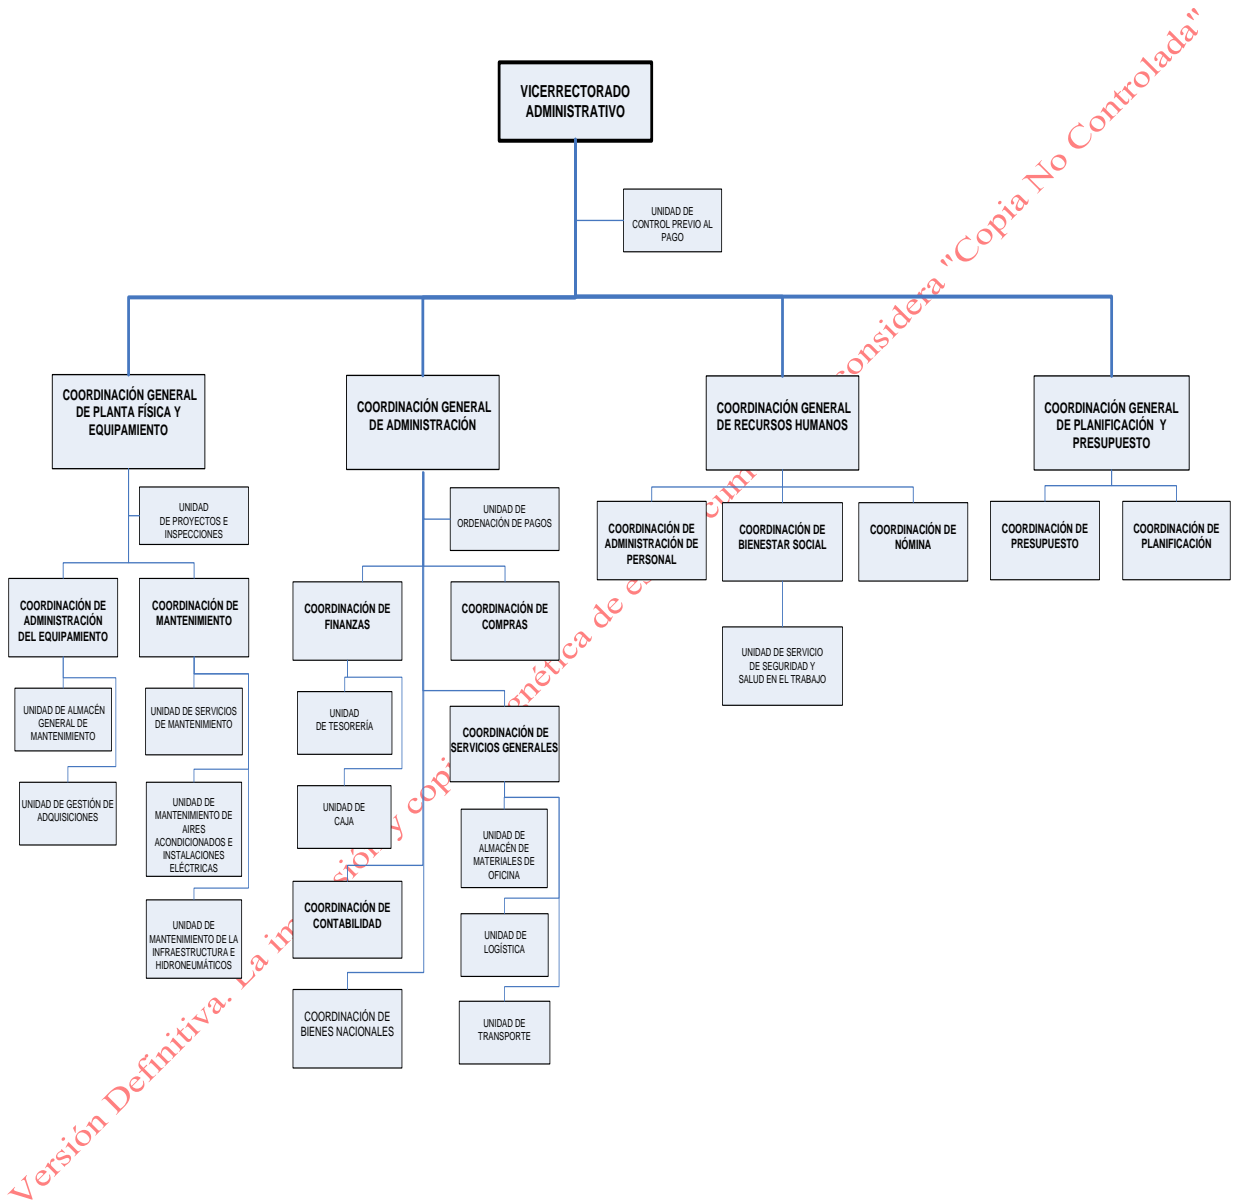 VICERRECTORADO
ADMINISTRATIVO
UNIDAD DE
CONTROL PREVIO AL
PAGO
COORDINACIÓN GENERAL
DE PLANTA FÍSICA Y
EQUIPAMIENTO
COORDINACIÓN GENERAL
DE ADMINISTRACIÓN
COORDINACIÓN GENERAL
DE RECURSOS HUMANOS
COORDINACIÓN GENERAL
DE PLANIFICACIÓN Y
PRESUPUESTO
UNIDAD
DE PROYECTOS E
INSPECCIONES
UNIDAD DE
ORDENACIÓN DE PAGOS
COORDINACIÓN DE
ADMINISTRACIÓN DE
PERSONAL
COORDINACIÓN DE
BIENESTAR SOCIAL
COORDINACIÓN DE
NÓMINA
COORDINACIÓN DE
PRESUPUESTO
COORDINACIÓN DE
PLANIFICACIÓN
COORDINACIÓN DE
ADMINISTRACIÓN
DEL EQUIPAMIENTO
COORDINACIÓN DE
MANTENIMIENTO
COORDINACIÓN DE
FINANZAS
COORDINACIÓN DE
COMPRAS
UNIDAD DE SERVICIO
DE SEGURIDAD Y
SALUD EN EL TRABAJO
UNIDAD DE ALMACÉN
GENERAL DE
MANTENIMIENTO
UNIDAD DE SERVICIOS
DE MANTENIMIENTO
UNIDAD
DE TESORERÍA
COORDINACIÓN DE
SERVICIOS GENERALES
UNIDAD DE GESTIÓN DE
ADQUISICIONES
UNIDAD DE
MANTENIMIENTO DE
AIRES
ACONDICIONADOS E
INSTALACIONES
ELÉCTRICAS
UNIDAD DE
CAJA
UNIDAD DE
ALMACÉN DE
MATERIALES DE
OFICINA
COORDINACIÓN DE
CONTABILIDAD
UNIDAD DE
MANTENIMIENTO DE LA
INFRAESTRUCTURA E
HIDRONEUMÁTICOS
UNIDAD DE
LOGÍSTICA
COORDINACIÓN DE
BIENES NACIONALES
UNIDAD DE
TRANSPORTE
Versión Definitiva. La y de considera "Copia No Controlada"